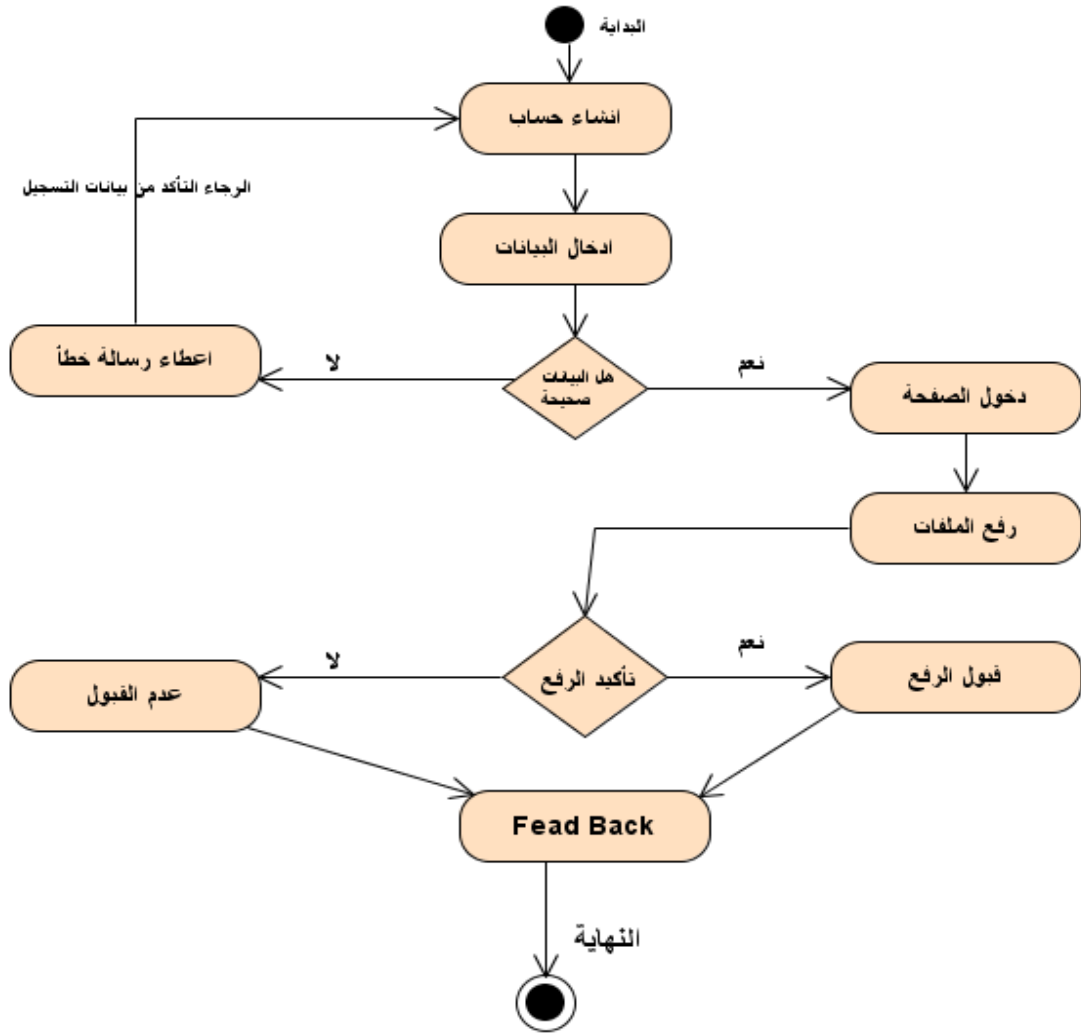 البداية
انشاء حساب
الرجاء التأكد من بيانات التسجيل
ادخال البيانات
اعطاء رسالة خطأ
لا
هل البيانات
صحيحة
نعم
دخول الصفحة
رفع الملفات
عدم القبول
لا
تأكيد الرفع
نعم
قبول الرفع
Fead Back
النهاية